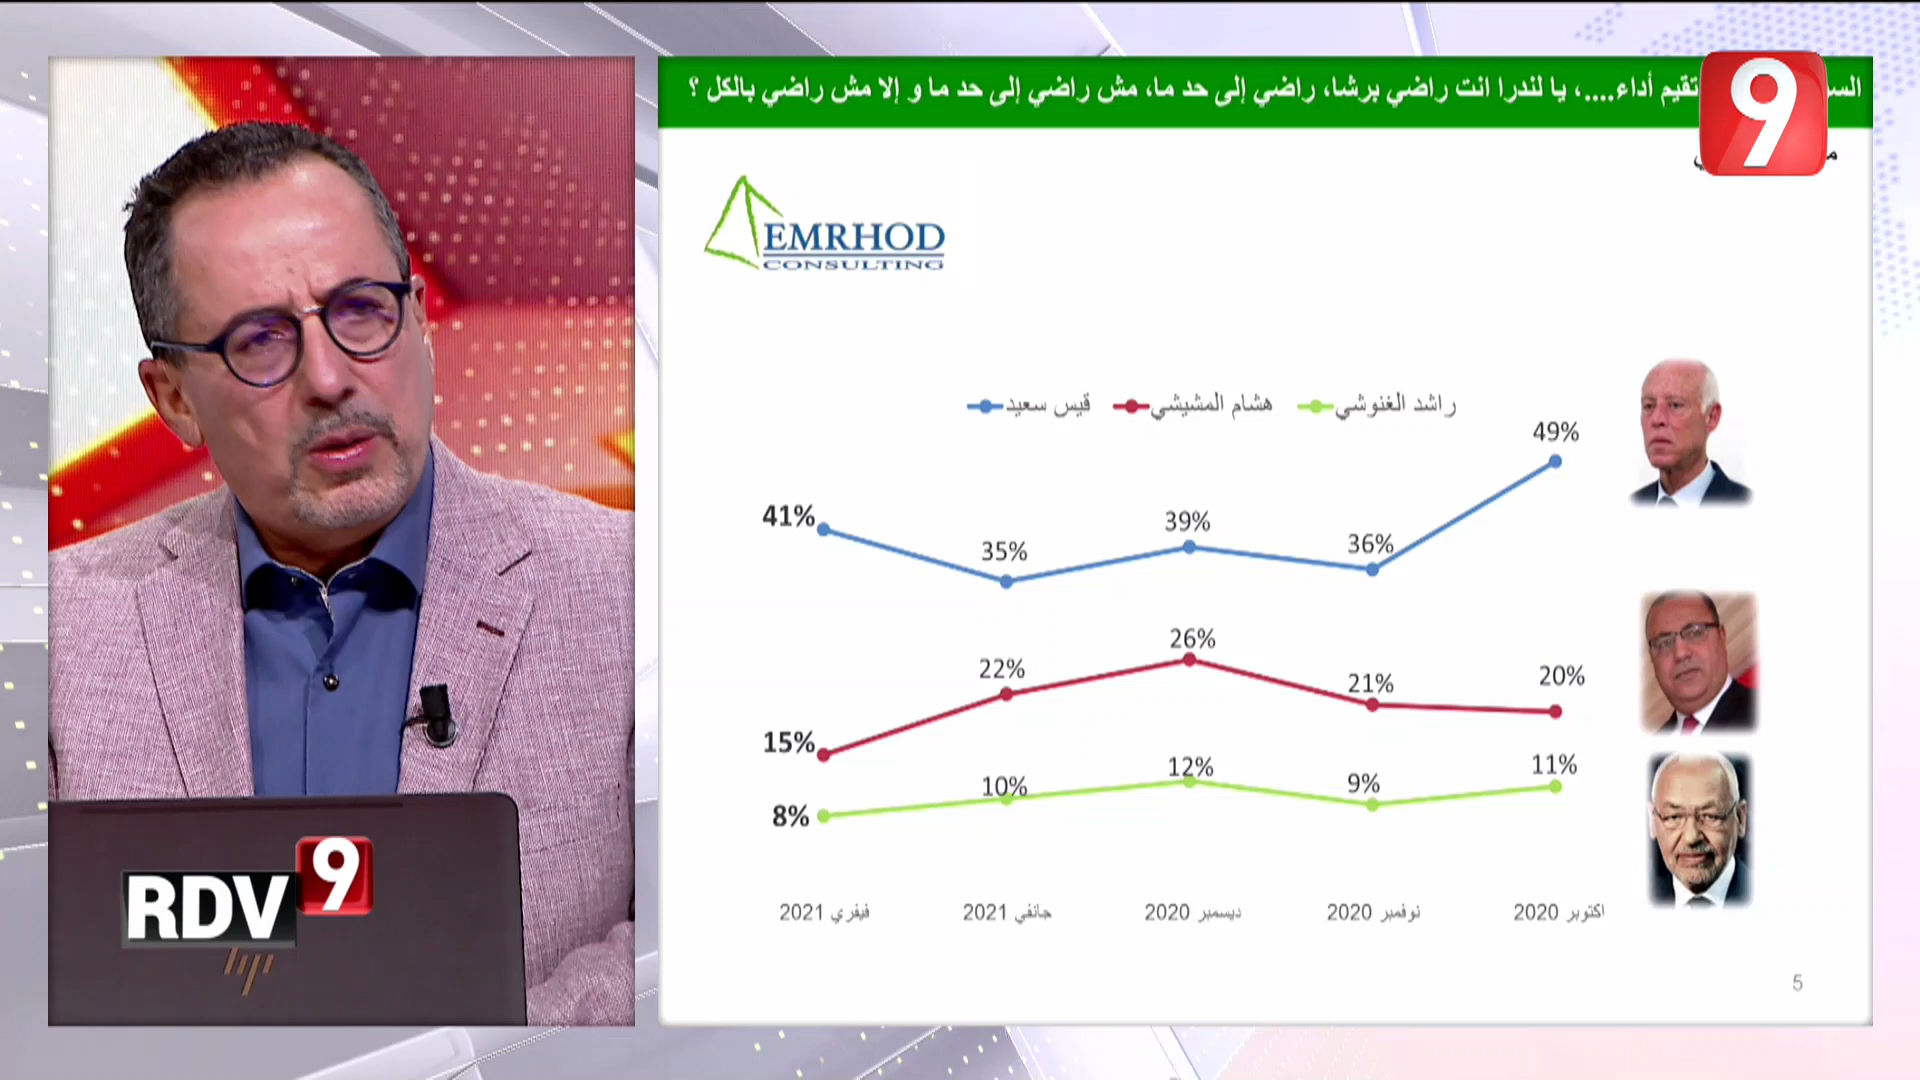 تقيم أداء....، يا لندرا انت راضي برشا، راضي إلى حد ما، مش راضي إلى حد ما و إلا مش راضي بالكل ؟
9
EMRHOD
CONSULTING
قيس سعيد هشام المشيشي راشد الغنوشي
41% 35% 39% 36% 49%
15% 22% 26% 21% 20%
8% 10% 12% 9% 11%
فيفري 2021 جانفي 2021 ديسمبر 2020 نوفمبر 2020 اكتوبر 2020
5
RDV 9